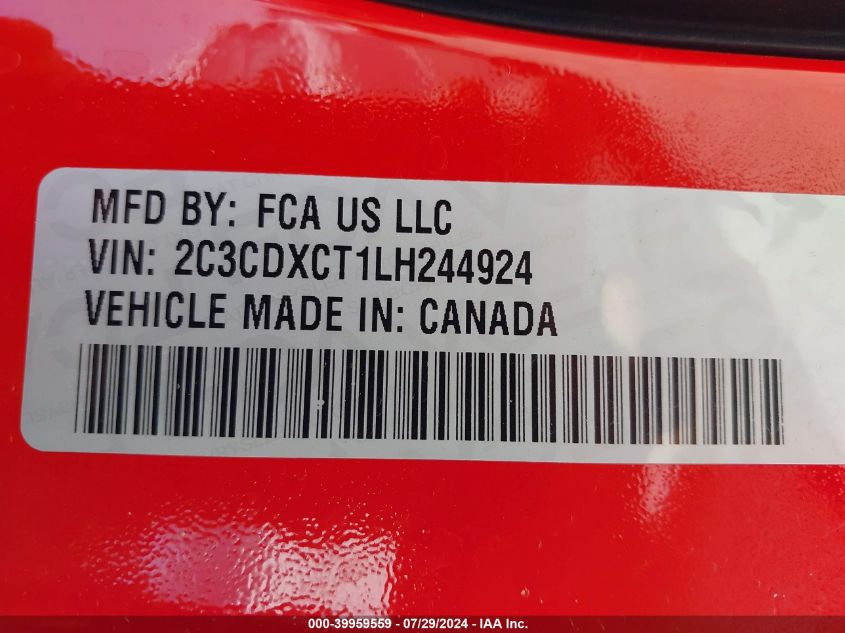 MFD BY: FCA US LLC
VIN: 2C3CDXCT1LH244924
VEHICLE MADE IN: CANADA
000-39959559 - 07/29/2024 - IAA Inc.